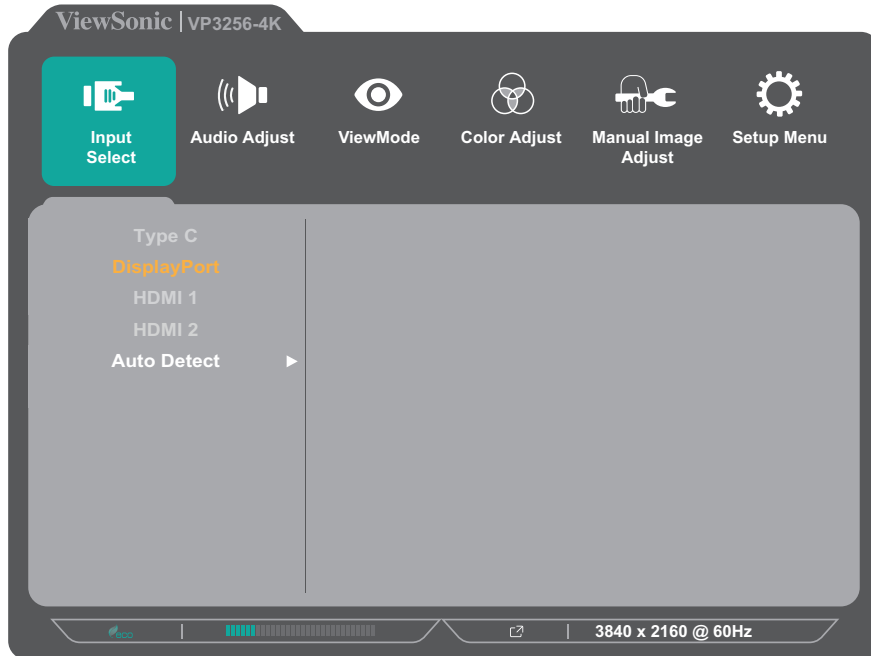 ViewSonic | VP3256-4K
Input
Select
Audio Adjust
ViewMode
Color Adjust
Manual Image
Adjust
Setup Menu
Type C
DisplayPort
HDMI 1
HDMI 2
Auto Detect
eco
3840 x 2160 @ 60Hz